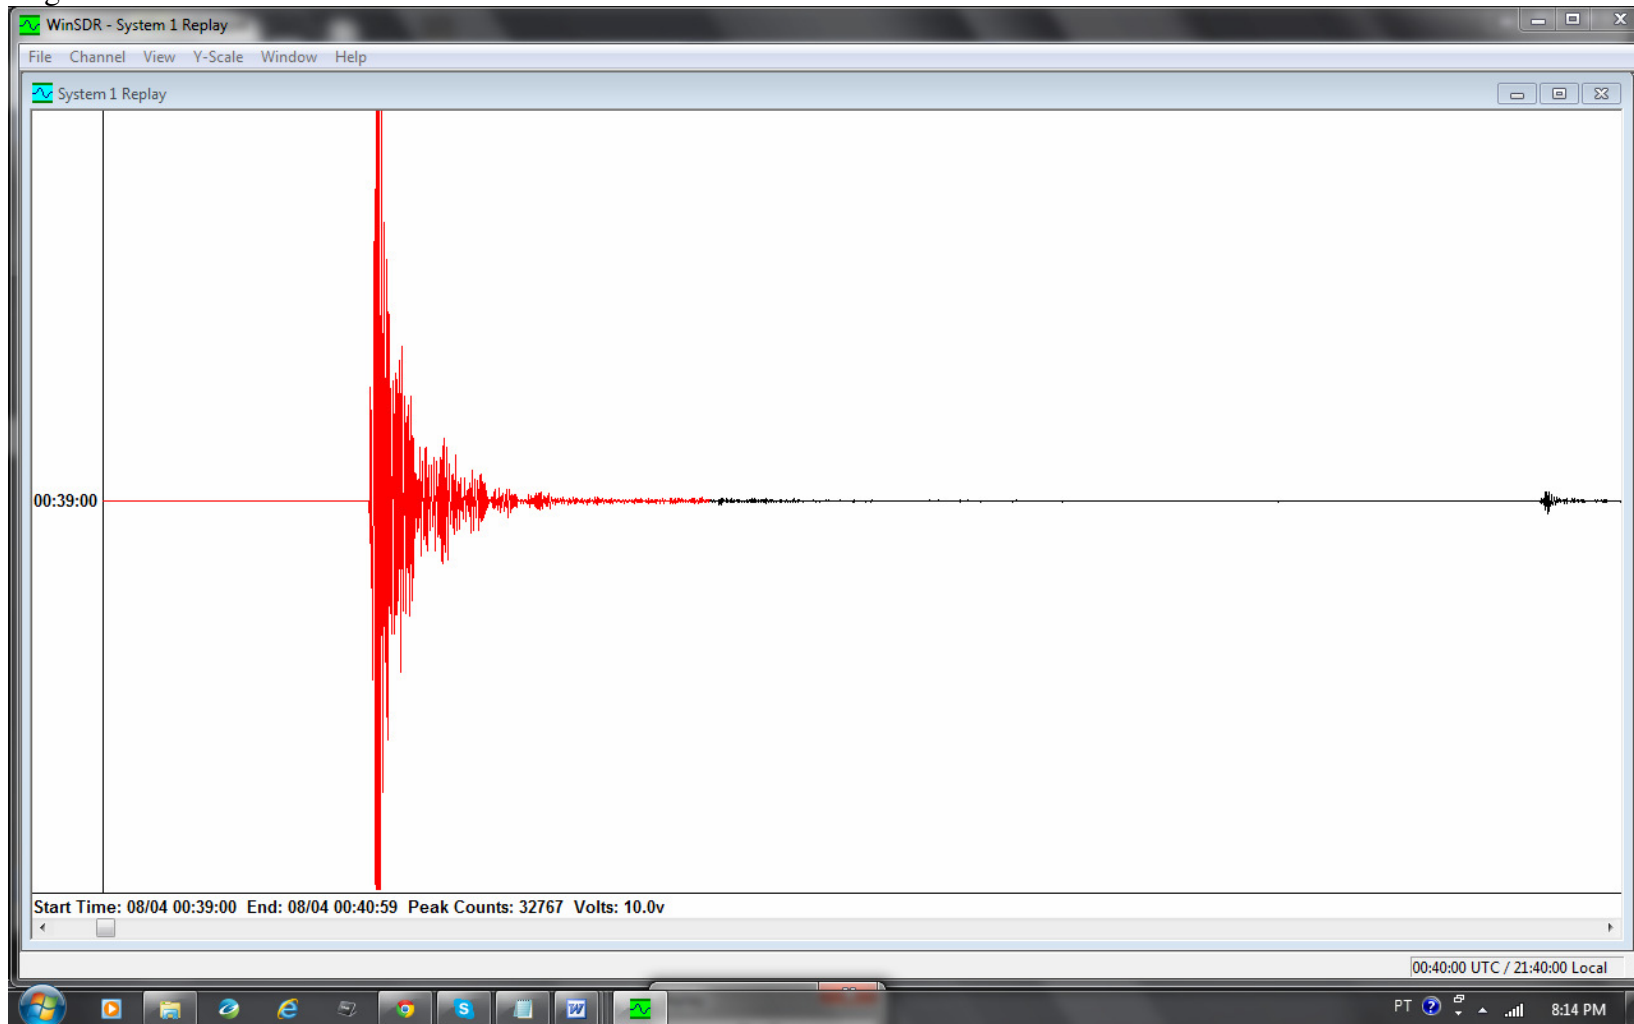 WinSDR - System 1 Replay
File Channel View Y-Scale Window Help
System 1 Replay
00:39:00
Start Time: 08/04 00:39:00 End: 08/04 00:40:59 Peak Counts: 32767 Volts: 10.0v
00:40:00 UTC / 21:40:00 Local
PT 8:14 PM